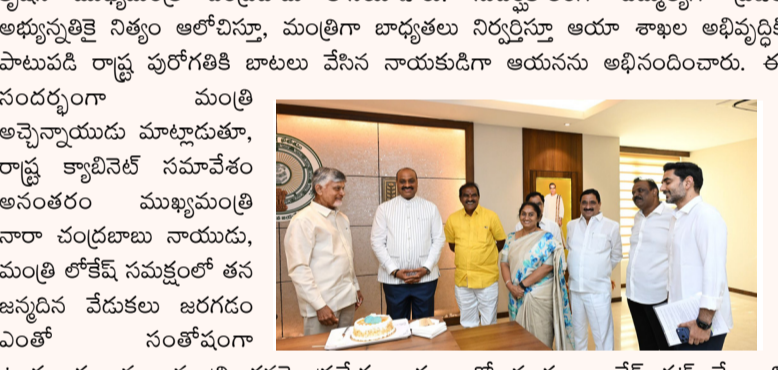 అభ్యున్నతికై నిత్యం ఆలోచిస్తూ, మంత్రిగా బాధ్యతలు నిర్వర్తిస్తూ ఆయా శాఖల అభివృద్ధికి
పాటుపడి రాష్ట్ర పురోగతికి బాటలు వేసిన నాయకుడిగా ఆయనను అభినందించారు. ఈ
సందర్భంగా మంత్రి
అచ్చెన్నాయుడు మాట్లాడుతూ,
రాష్ట్ర క్యాబినెట్ సమావేశం
అనంతరం ముఖ్యమంత్రి
నారా చంద్రబాబు నాయుడు,
మంత్రి లోకేష్ సమక్షంలో తన
జన్మదిన వేడుకలు జరగడం
ఎంతో సంతోషంగా